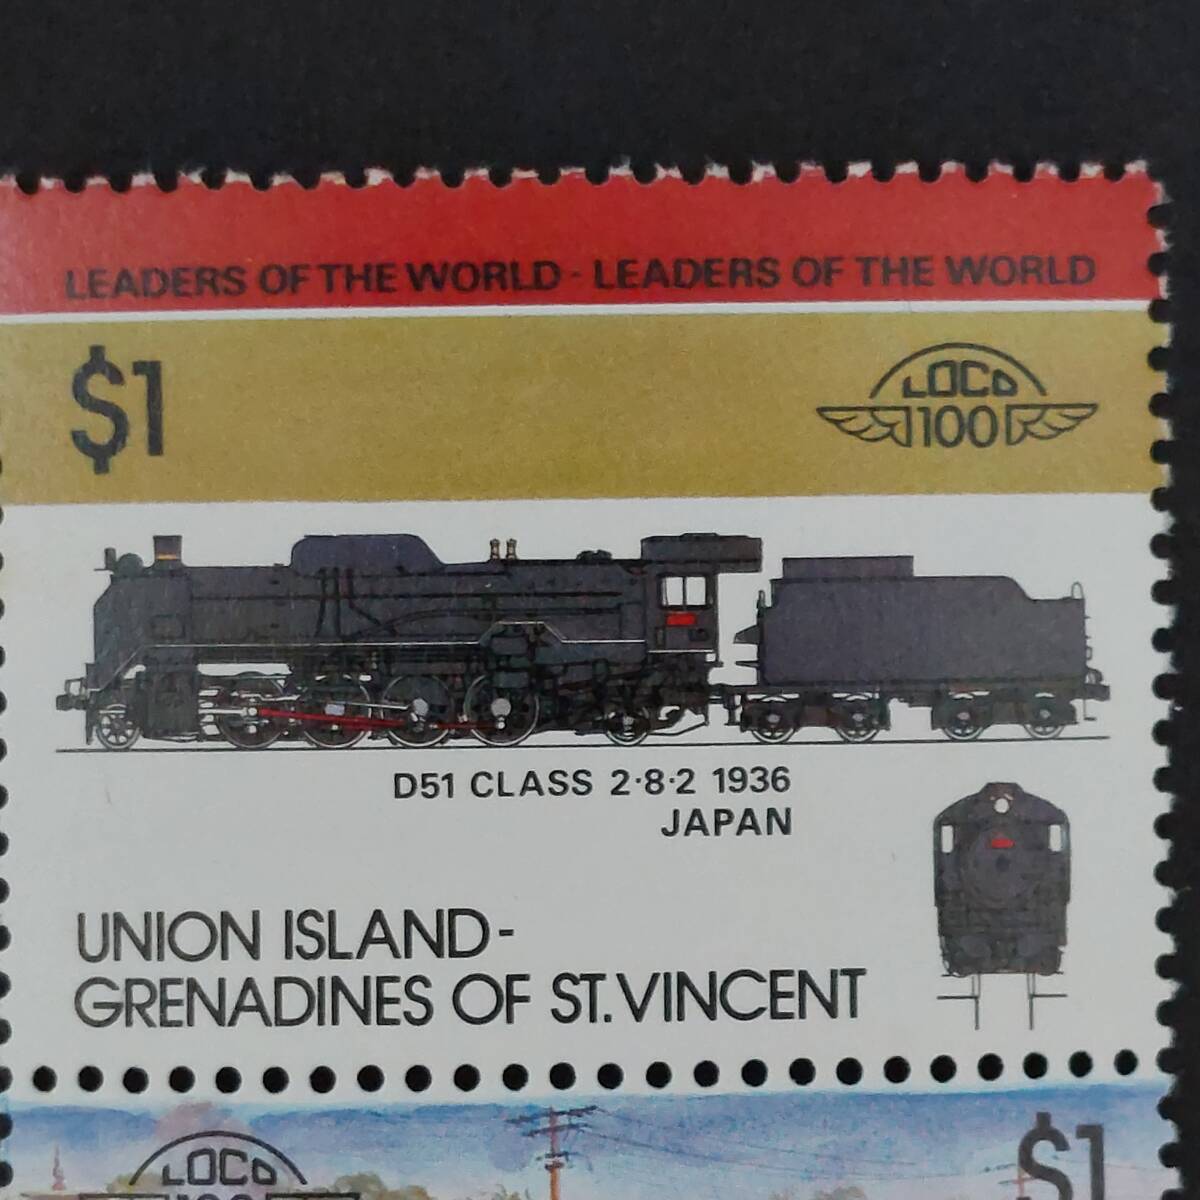 LEADERS OF THE WORLD - LEADERS OF THE WORLD
$1
LOCO
100
D51 CLASS 2·8·2 1936
JAPAN
UNION ISLAND-
GRENADINES OF ST.VINCENT
LOCO
$1